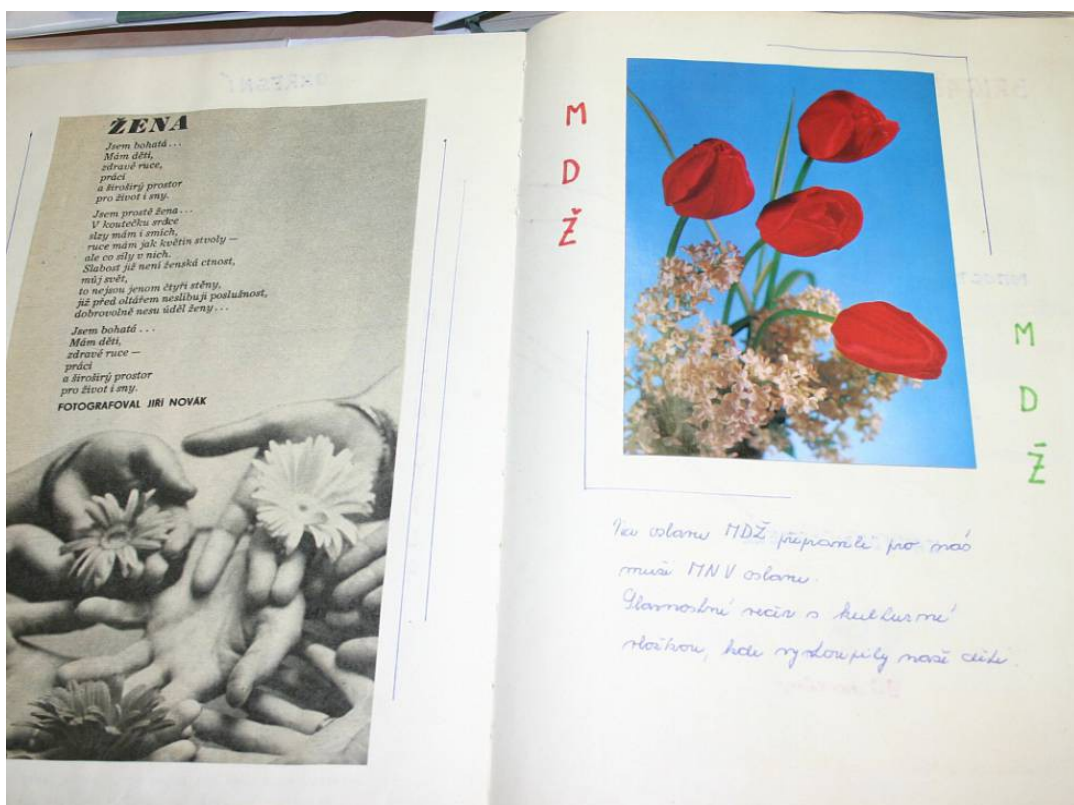 ŽENA
Jsem bohatá...
Mám děti,
zdravé ruce,
práci
a široširý prostor
pro život i sny.
Jsem prostě žena...
V koutečku srdce
slzy mám i smích,
ruce mám jak květin stvoly —
ale co síly v nich.
Slabost již není ženská ctnost,
můj svět,
to nejsou jenom čtyři stěny,
již před oltářem neslibuji poslušnost,
dobrovolně nesu úděl ženy...
Jsem bohatá...
Mám děti,
zdravé ruce —
práci
a široširý prostor
pro život i sny.
FOTOGRAFOVAL JIŘÍ NOVÁK
M
D
Ž
M
D
Ž
Na oslavu MDŽ připravili pro nás
muži MNV oslavu.
Slavnostní večír s kulturní
vložkou, kde vystoupily naše děti.